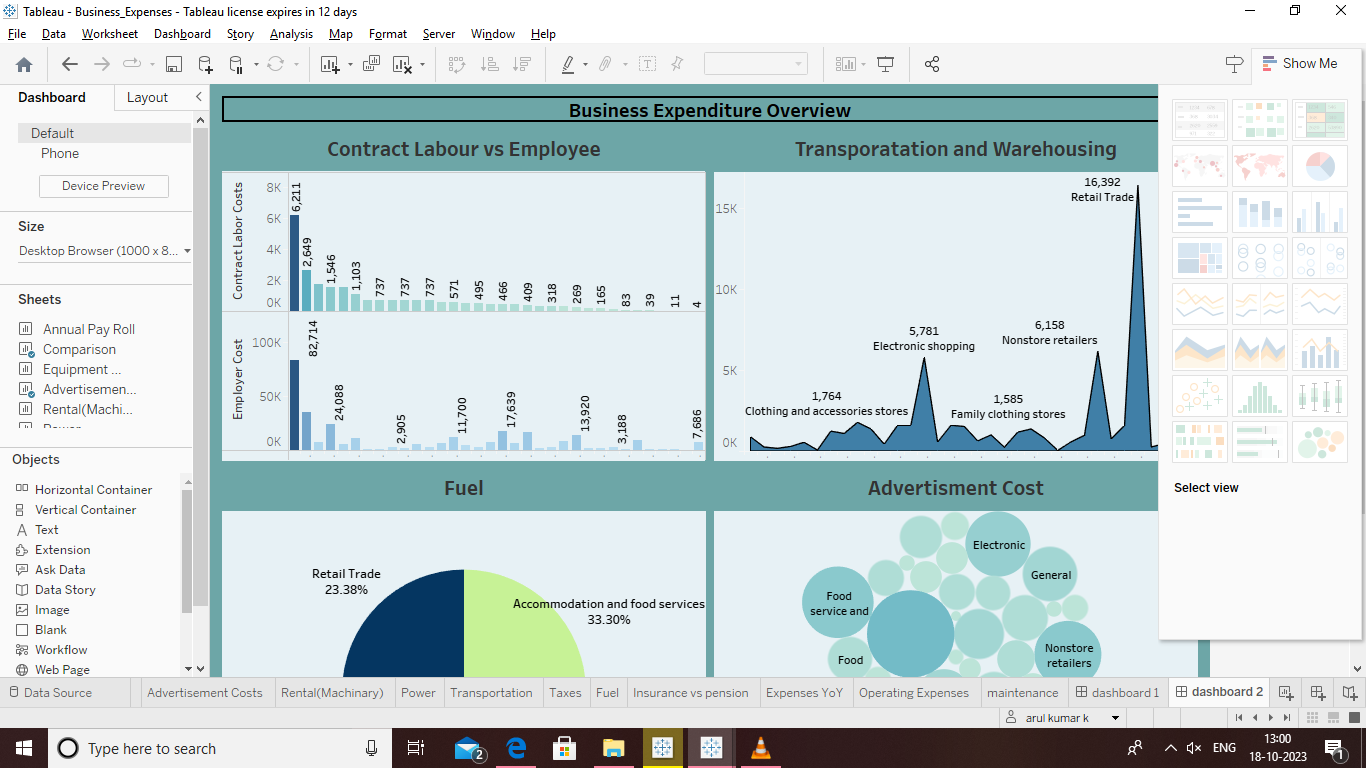 Tableau - Business_Expenses - Tableau license expires in 12 days
File Data Worksheet Dashboard Story Analysis Map Format Server Window Help
Show Me
Dashboard Layout
Default
Phone
Device Preview
Size
Desktop Browser (1000 x 8...
Sheets
Annual Pay Roll
Comparison
Equipment ...
Advertisemen...
Rental(Machi...
Objects
Horizontal Container
Vertical Container
Text
Extension
Ask Data
Data Story
Image
Blank
Workflow
Web Page
Business Expenditure Overview
Contract Labour vs Employee
Contract Labor Costs
8K
6K
4K
2K
0K
6,211
2,649
1,546
1,103
737
737
737
571
495
466
409
318
269
165
83
39
11
4
Employer Cost
100K
50K
0K
82,714
24,088
2,905
11,700
17,639
13,920
3,188
7,686
Transporatation and Warehousing
15K
10K
5K
0K
16,392
Retail Trade
5,781
Electronic shopping
6,158
Nonstore retailers
1,764
Clothing and accessories stores
1,585
Family clothing stores
Fuel
Retail Trade
23.38%
Accommodation and food services
33.30%
Advertisment Cost
Electronic
General
Food
service and
Nonstore
retailers
Food
Select view
Data Source Advertisement Costs Rental(Machinary) Power Transportation Taxes Fuel Insurance vs pension Expenses YoY Operating Expenses maintenance dashboard 1 dashboard 2
arul kumar k
Type here to search
2
ENG
13:00
18-10-2023
1